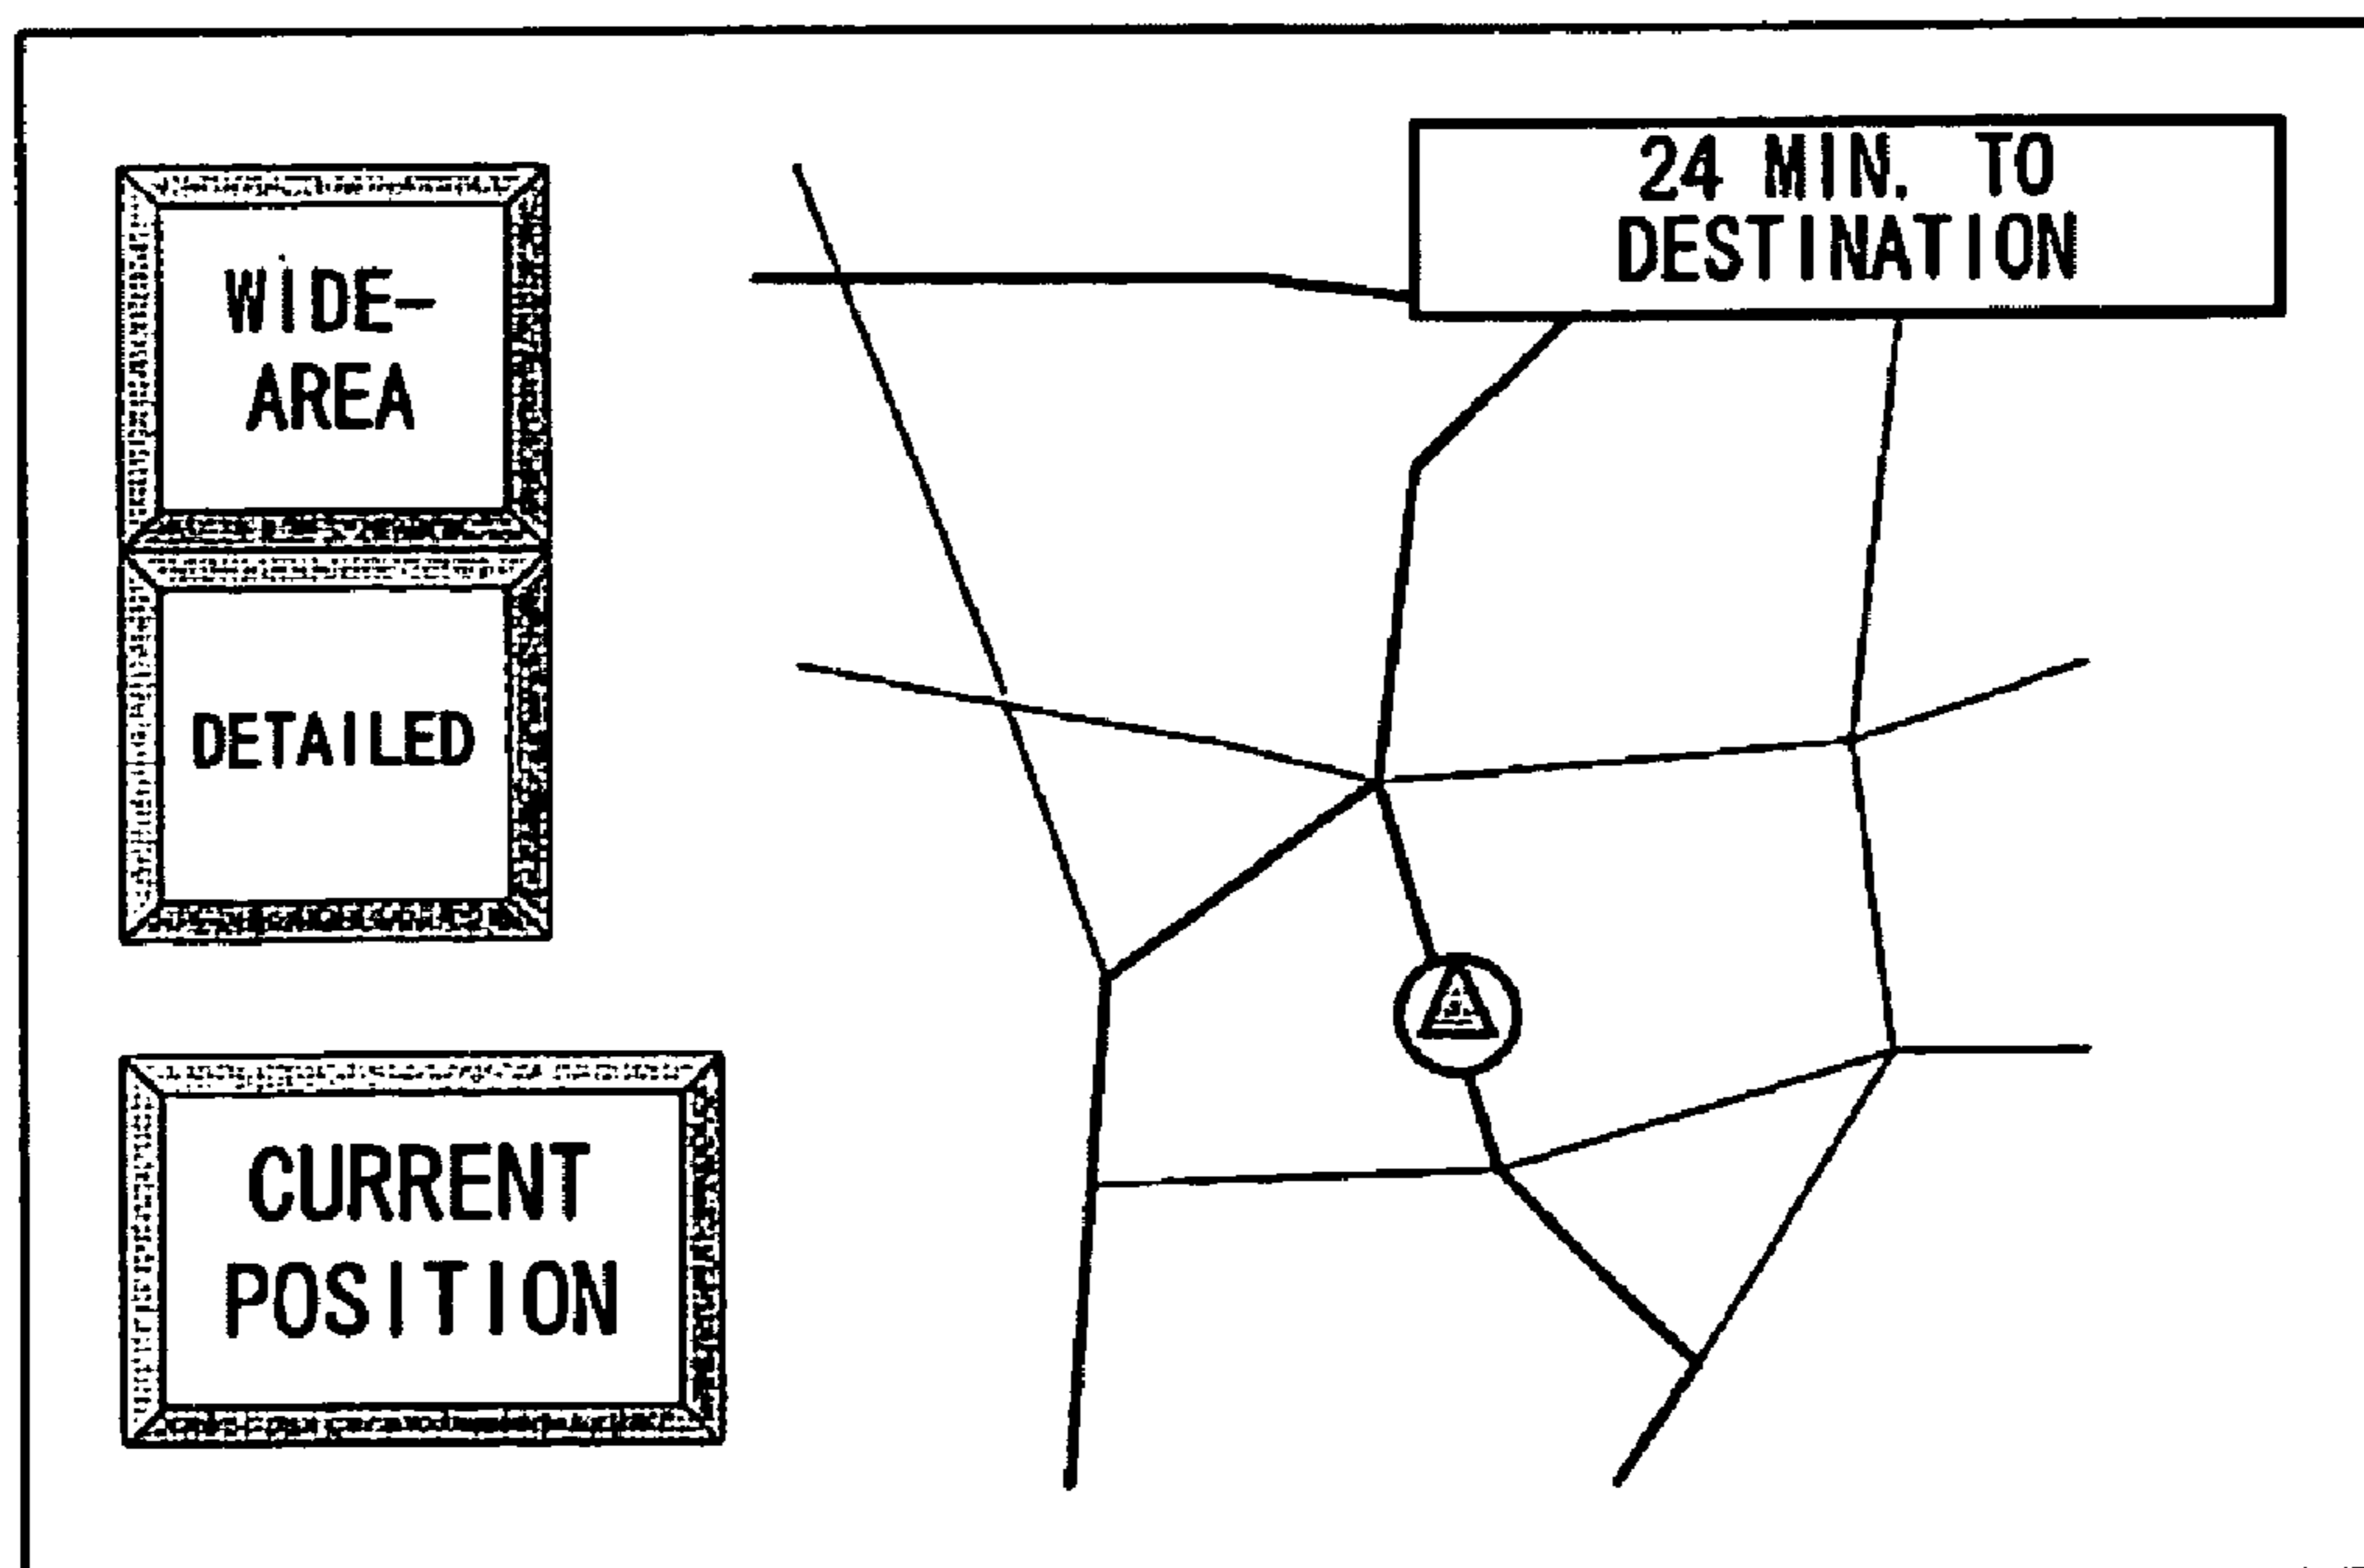 24 MIN. TO
DESTINATION
WIDE-
AREA
DETAILED
CURRENT
POSITION